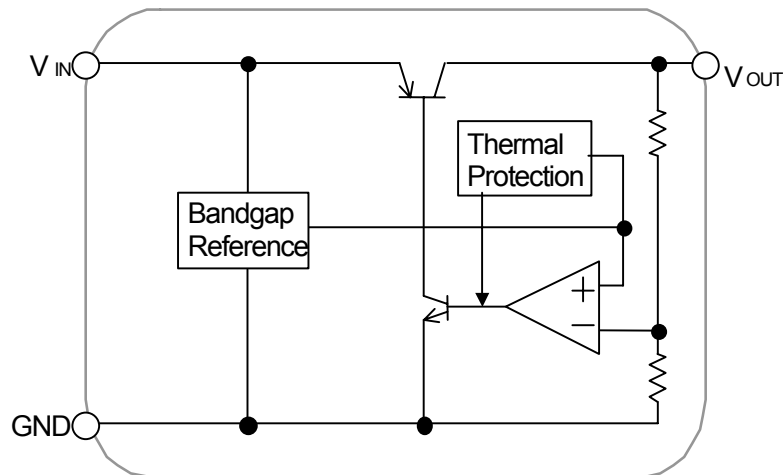 V IN
V OUT
Thermal
Protection
Bandgap
Reference
+
−
GND